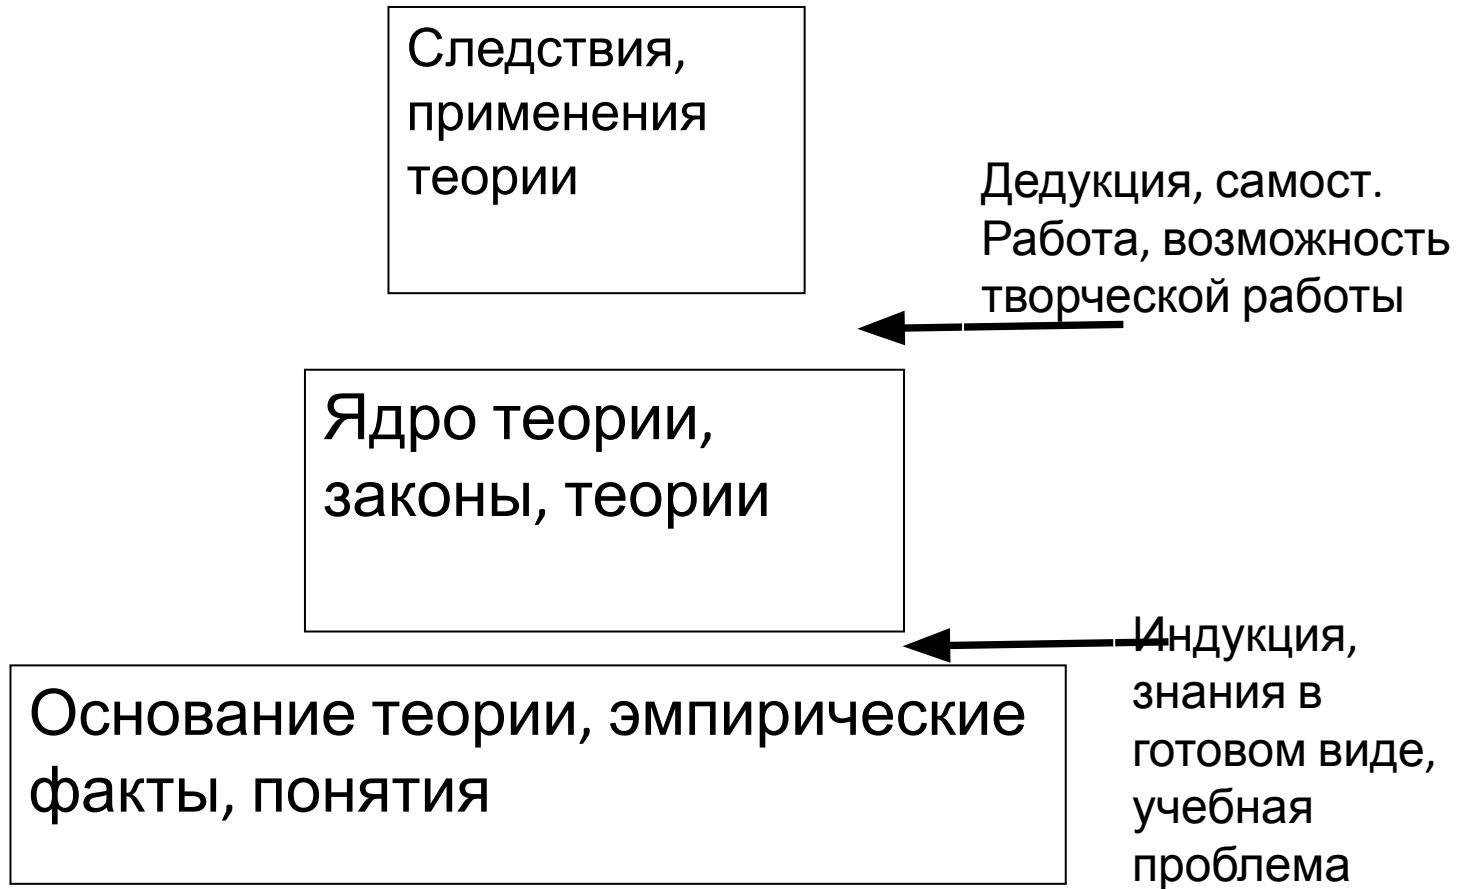 Следствия,
применения
теории
Дедукция, самост.
Работа, возможность
творческой работы
Ядро теории,
законы, теории
Индукция,
знания в
готовом виде,
учебная
проблема
Основание теории, эмпирические
факты, понятия